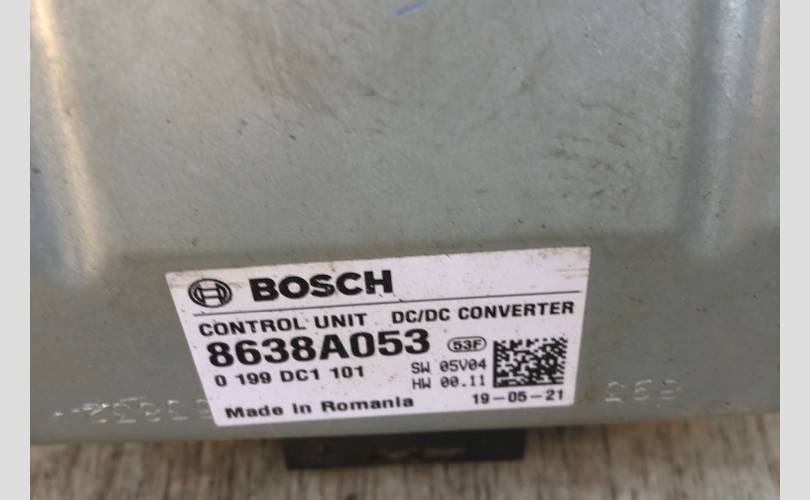 BOSCH
CONTROL UNIT DC/DC CONVERTER
8638A053 53F
0 199 DC1 101 SW 05V04
HW 00.11
Made in Romania 19-05-21